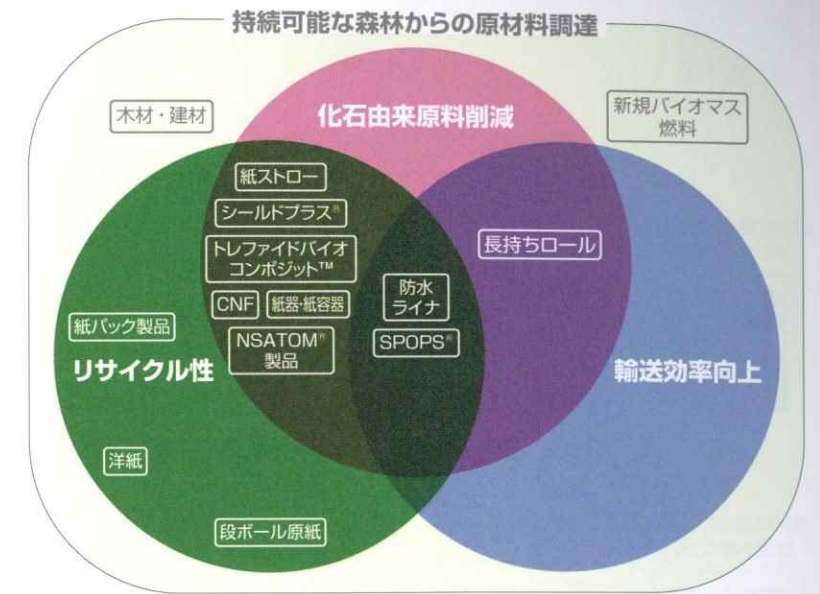 持続可能な森林からの原材料調達
木材・建材
化石由来原料削減
新規バイオマス
燃料
紙ストロー
シールドプラス®
トレファイドバイオ
コンポジット™
CNF
紙器・紙容器
NSATOM®
製品
防水
ライナ
SPOPS®
長持ちロール
紙パック製品
リサイクル性
輸送効率向上
洋紙
段ボール原紙